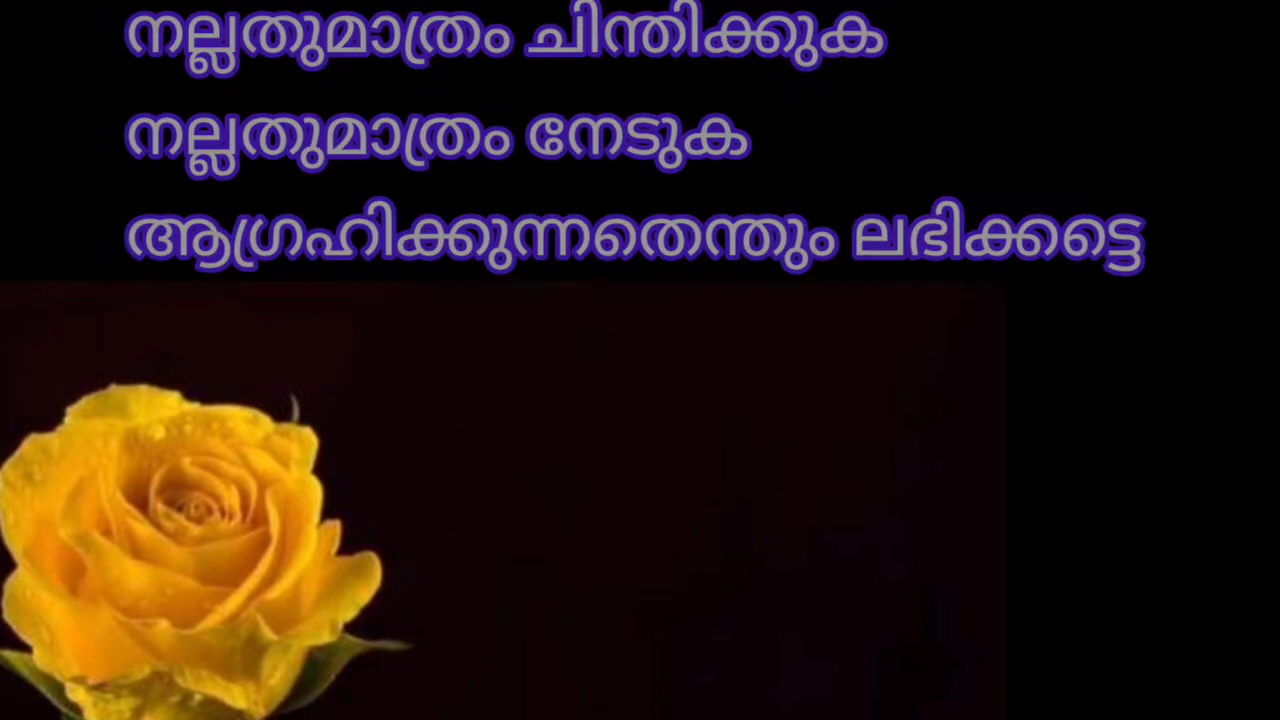 നല്ലതുമാത്രം ചിന്തിക്കുക
നല്ലതുമാത്രം നേടുക
ആഗ്രഹിക്കുന്നതെന്തും ലഭിക്കട്ടെ